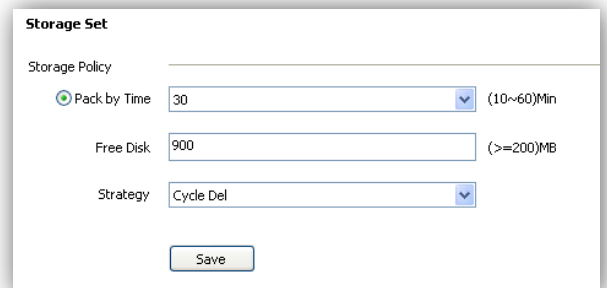 Storage Set
Storage Policy
Pack by Time 30 (10~60)Min
Free Disk 900 (>=200)MB
Strategy Cycle Del
Save